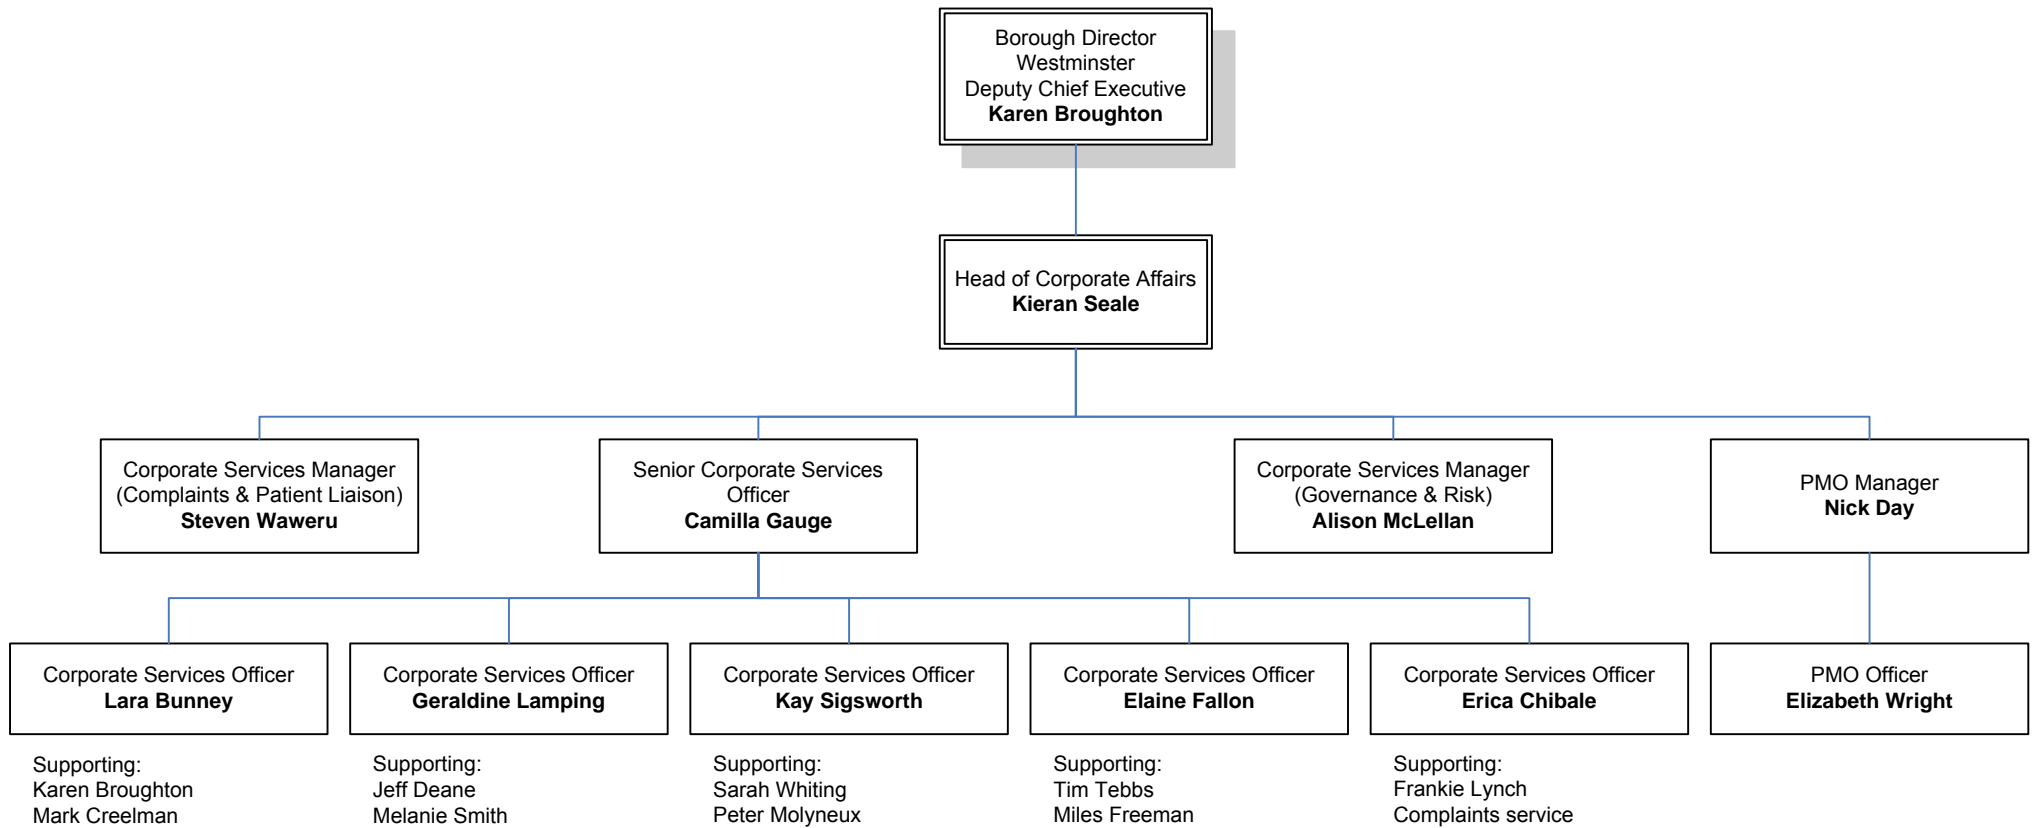 Borough Director
Westminster
Deputy Chief Executive
Karen Broughton
Head of Corporate Affairs
Kieran Seale
Corporate Services Manager
(Complaints & Patient Liaison)
Steven Waweru
Senior Corporate Services
Officer
Camilla Gauge
Corporate Services Manager
(Governance & Risk)
Alison McLellan
PMO Manager
Nick Day
Corporate Services Officer
Lara Bunney
Corporate Services Officer
Geraldine Lamping
Corporate Services Officer
Kay Sigsworth
Corporate Services Officer
Elaine Fallon
Corporate Services Officer
Erica Chibale
PMO Officer
Elizabeth Wright
Supporting:
Karen Broughton
Mark Creelman
Supporting:
Jeff Deane
Melanie Smith
Supporting:
Sarah Whiting
Peter Molyneux
Supporting:
Tim Tebbs
Miles Freeman
Supporting:
Frankie Lynch
Complaints service